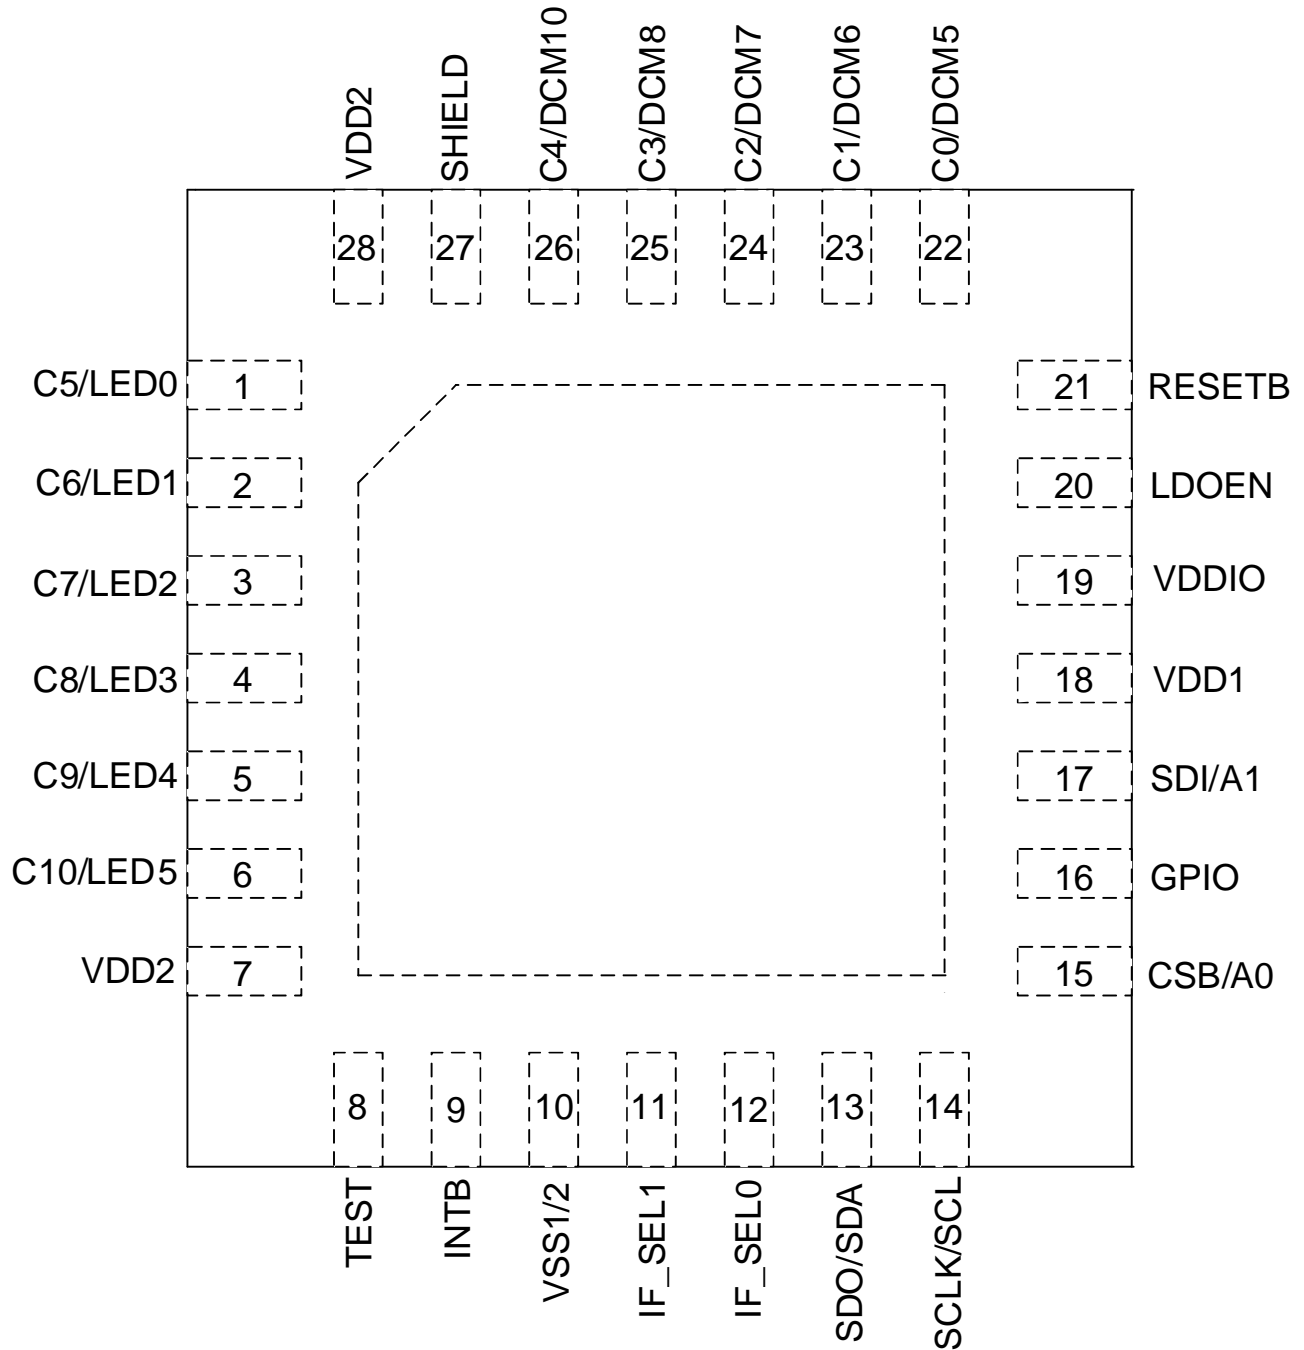 VDD2
SHIELD
C4/DCM10
C3/DCM8
C2/DCM7
C1/DCM6
C0/DCM5
28
27
26
25
24
23
22
C5/LED0 1
21 RESETB
C6/LED1 2
20 LDOEN
C7/LED2 3
19 VDDIO
C8/LED3 4
18 VDD1
C9/LED4 5
17 SDI/A1
C10/LED5 6
16 GPIO
VDD2 7
15 CSB/A0
8
9
10
11
12
13
14
TEST
INTB
VSS1/2
IF_SEL1
IF_SEL0
SDO/SDA
SCLK/SCL